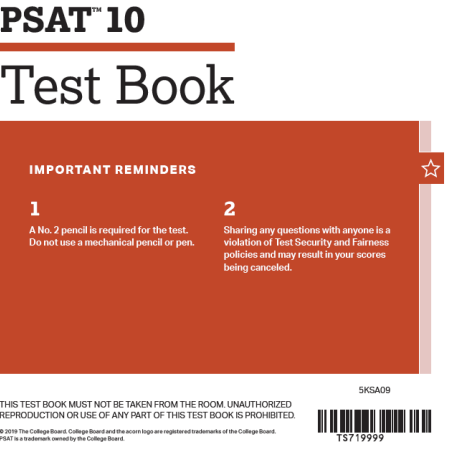 PSAT™ 10
Test Book
IMPORTANT REMINDERS
1
A No. 2 pencil is required for the test.
Do not use a mechanical pencil or pen.
2
Sharing any questions with anyone is a
violation of Test Security and Fairness
policies and may result in your scores
being canceled.
5KSA09
THIS TEST BOOK MUST NOT BE TAKEN FROM THE ROOM. UNAUTHORIZED
REPRODUCTION OR USE OF ANY PART OF THIS TEST BOOK IS PROHIBITED.
© 2019 The College Board. College Board and the acorn logo are registered trademarks of the College Board.
PSAT is a trademark owned by the College Board.
TS719999